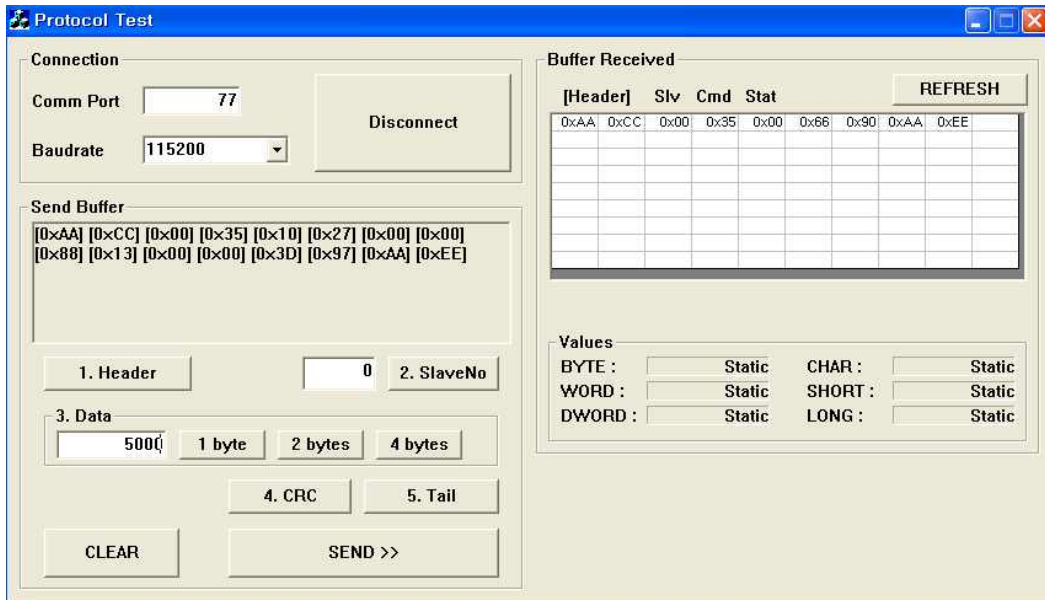 Protocol Test
Connection
Comm Port 77
Disconnect
Baudrate 115200
Send Buffer
[0xAA] [0xCC] [0x00] [0x35] [0x10] [0x27] [0x00] [0x00]
[0x88] [0x13] [0x00] [0x00] [0x3D] [0x97] [0xAA] [0xEE]
1. Header 0 2. SlaveNo
3. Data
5000 1 byte 2 bytes 4 bytes
4. CRC 5. Tail
CLEAR SEND >>
Buffer Received
REFRESH
[Header] Slv Cmd Stat
0xAA 0xCC 0x00 0x35 0x00 0x66 0x90 0xAA 0xEE
Values
BYTE : Static CHAR : Static
WORD : Static SHORT : Static
DWORD : Static LONG : Static